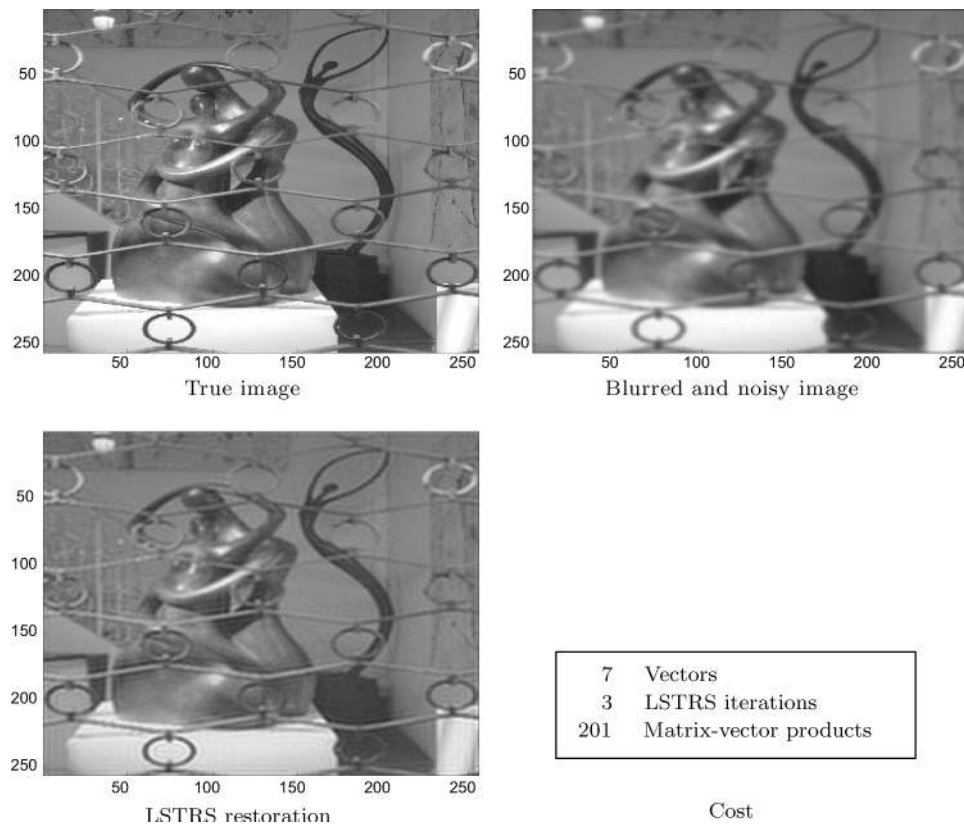 50
100
150
200
250
50 100 150 200 250
True image
50
100
150
200
250
50 100 150 200 250
Blurred and noisy image
50
100
150
200
250
50 100 150 200 250
LSTRS restoration
7 Vectors
3 LSTRS iterations
201 Matrix-vector products
Cost